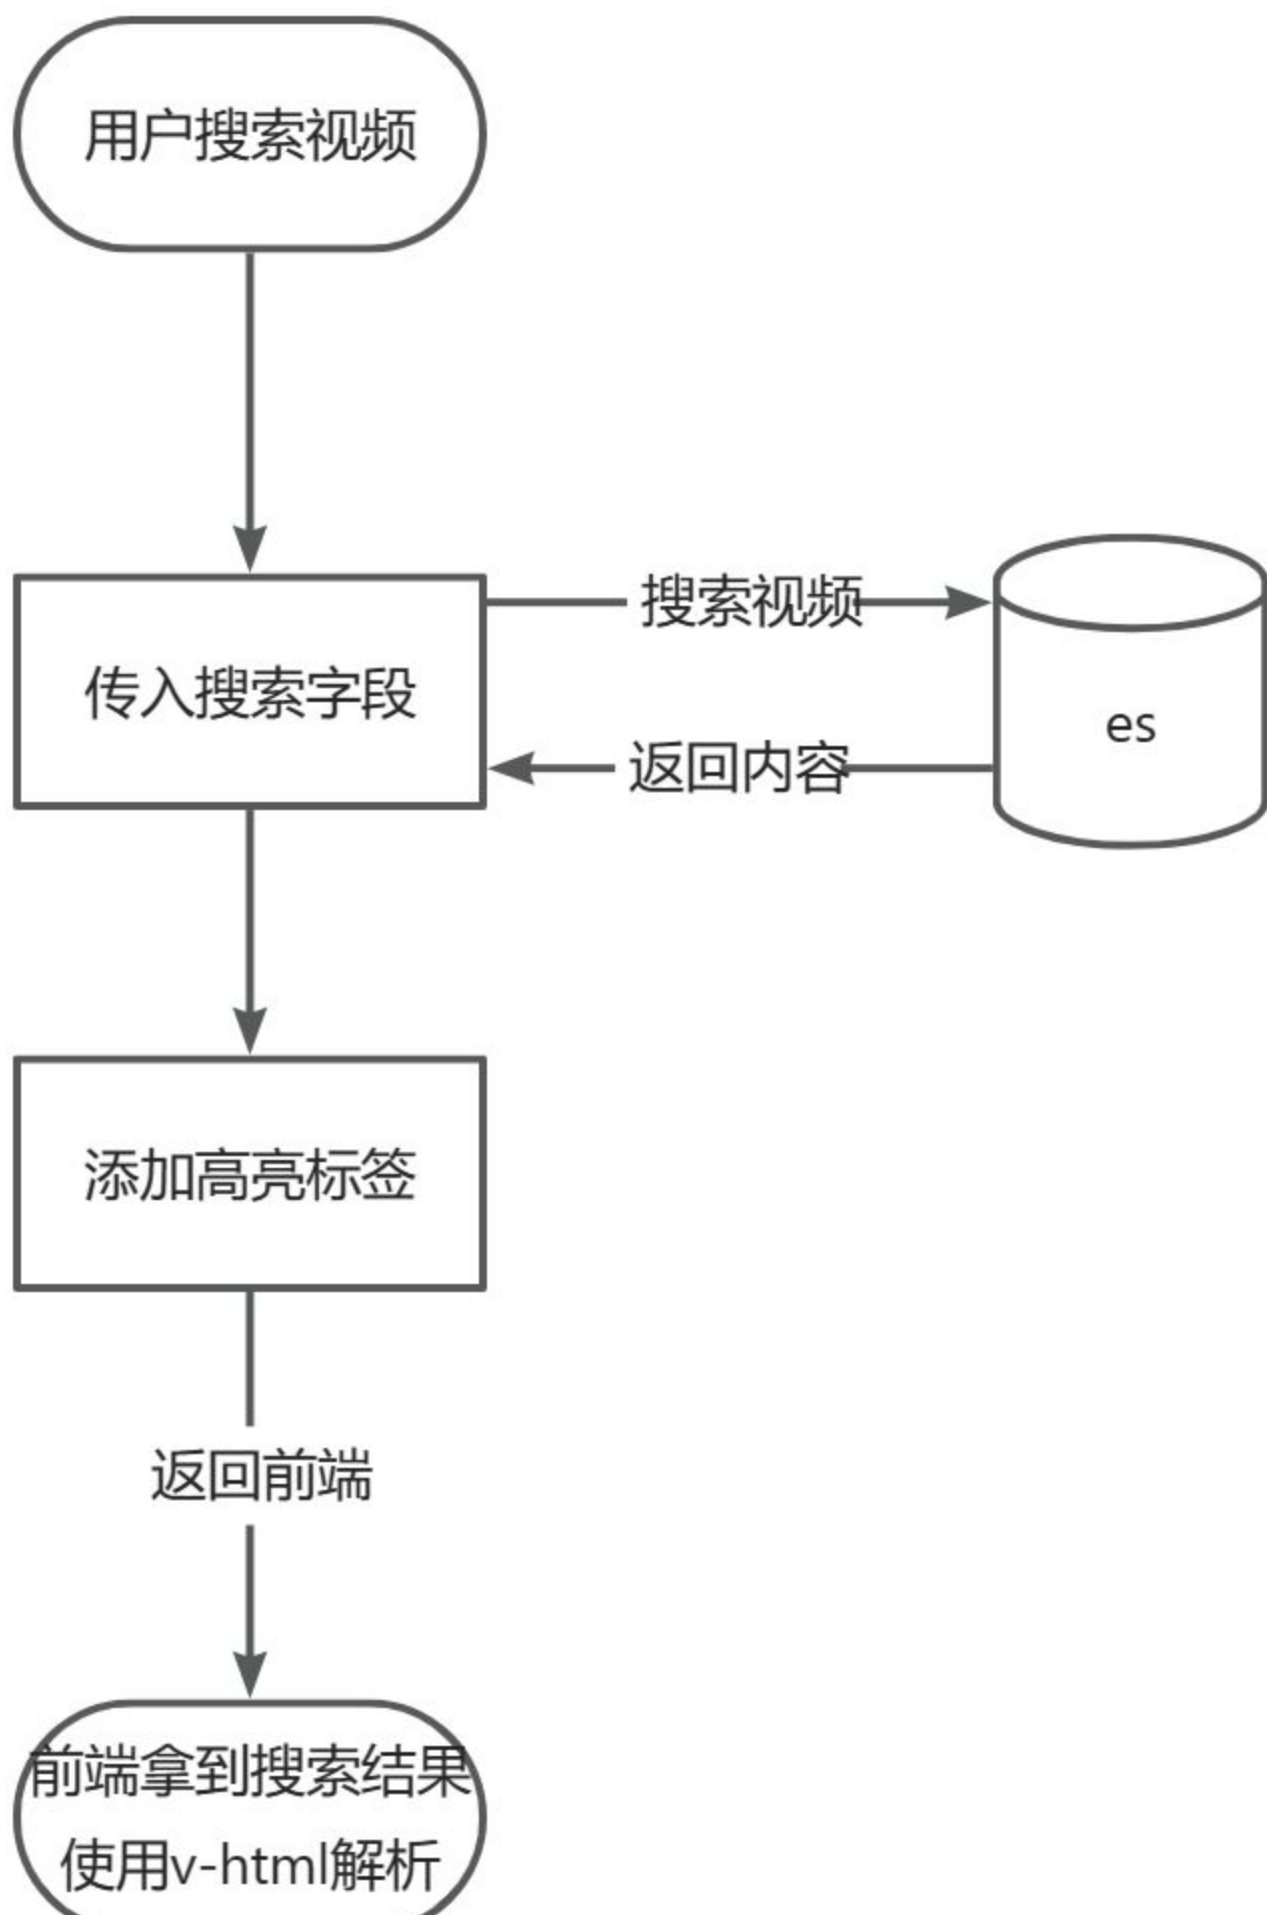 用户搜索视频
传入搜索字段
搜索视频
返回内容
es
添加高亮标签
返回前端
前端拿到搜索结果
使用v-html解析